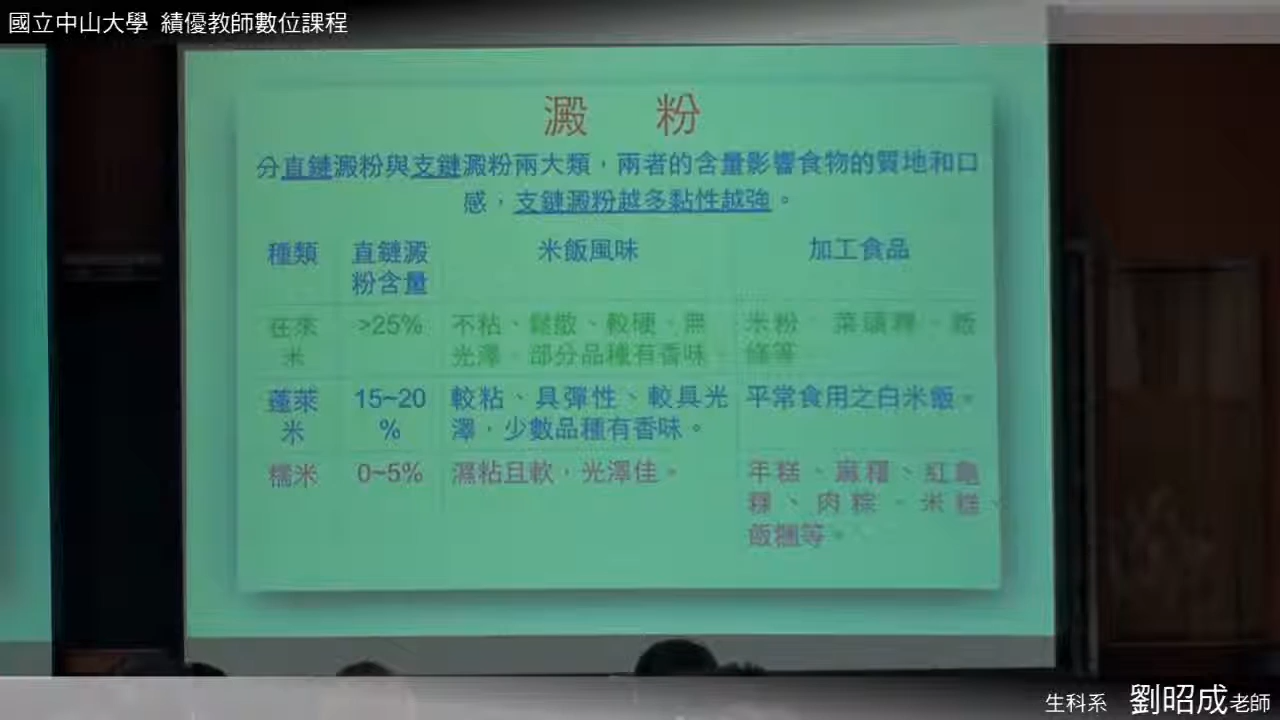 國立中山大學 績優教師數位課程
澱 粉
分直鏈澱粉與支鏈澱粉兩大類，兩者的含量影響食物的質地和口
感，支鏈澱粉越多黏性越強。
種類 直鏈澱粉含量 米飯風味 加工食品
在來米 >25% 不粘、鬆散、較硬、無
光澤。部分品種有香味 米粉、菜頭粿、粄
條等
蓬萊米 15~20% 較粘、具彈性、較具光
澤，少數品種有香味。 平常食用之白米飯。
糯米 0~5% 濕粘且軟，光澤佳。 年糕、麻糬、紅龜
粿、肉粽、米糕、
飯糰等。
生科系 劉昭成老師